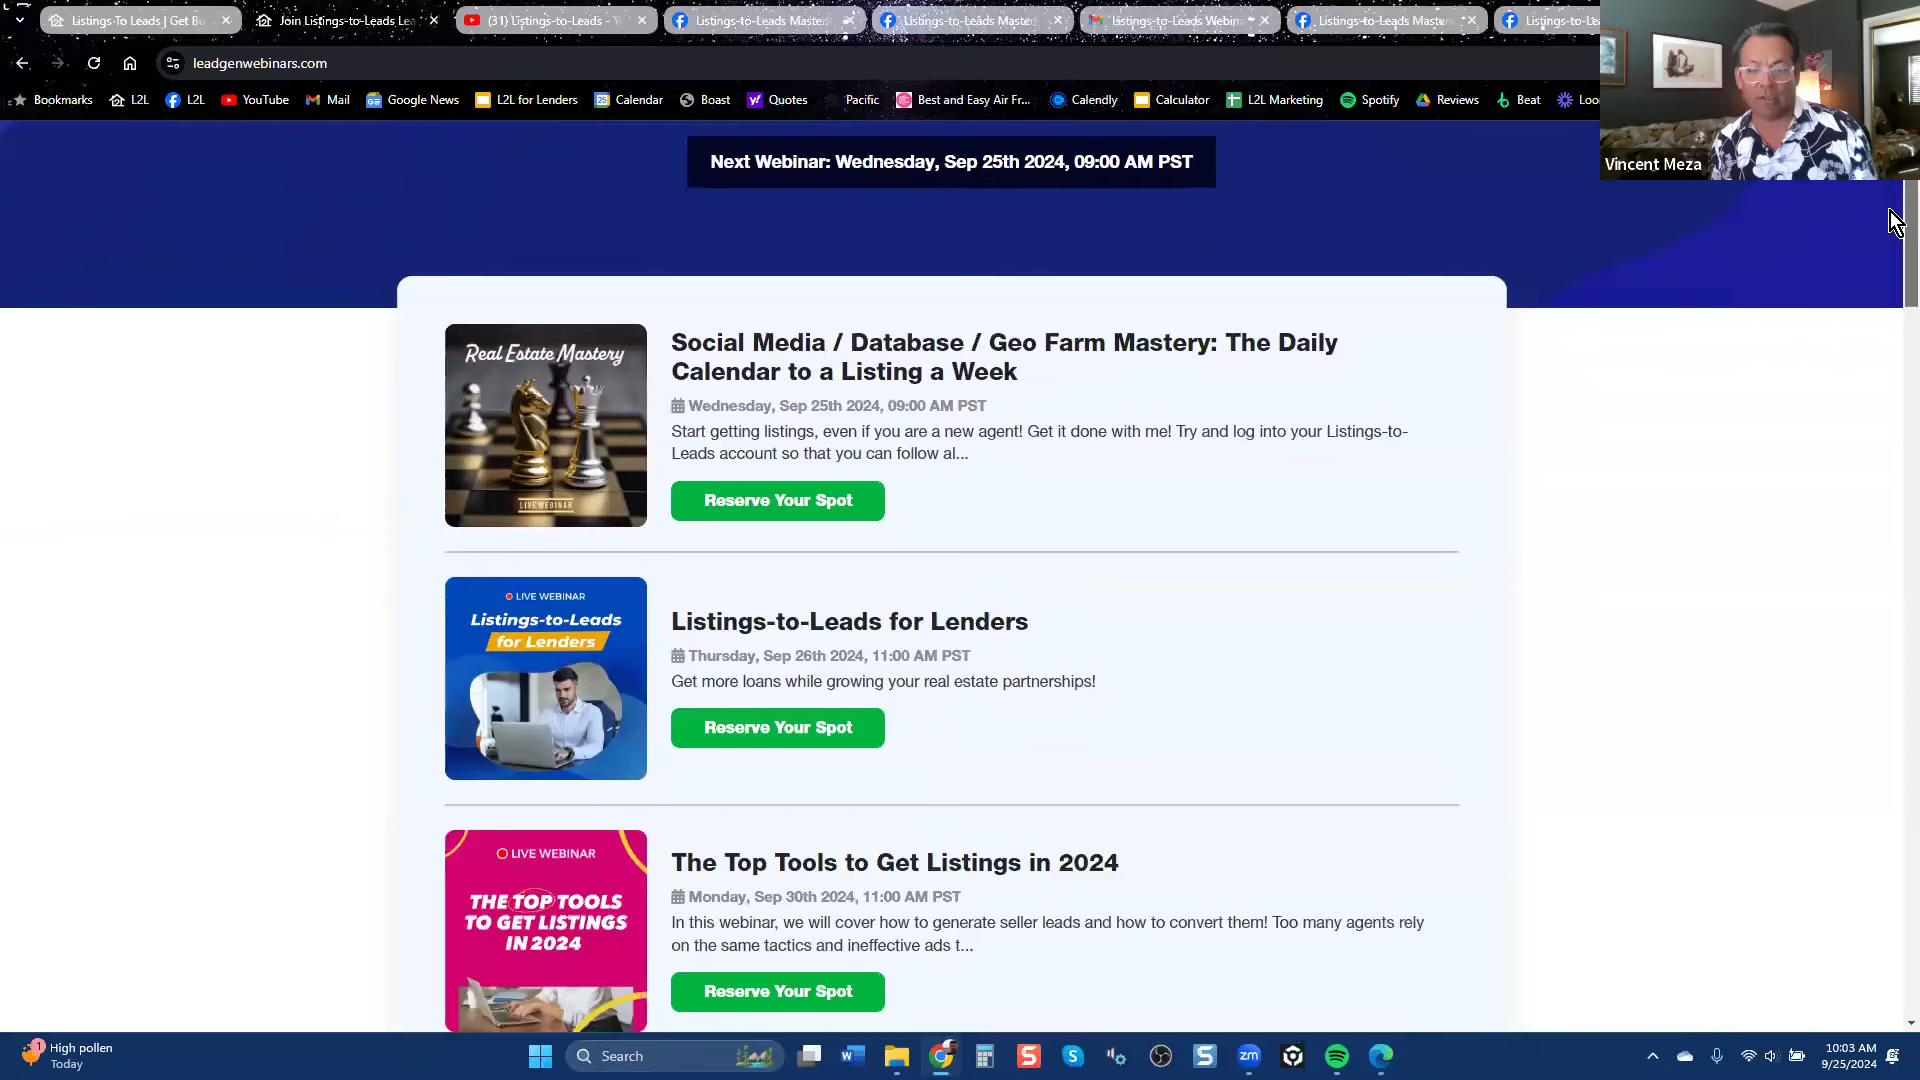 Listings-To Leads | Get Bu
Join Listings-to-Leads Lea
(31) Listings-to-Leads - Y
Listings-to-Leads Master
Listings-to-Leads Master
Listings-to-Leads Webin
Listings-to-Leads Master
Listings-to-Le
leadgenwebinars.com
Bookmarks
L2L
L2L
YouTube
Mail
Google News
L2L for Lenders
Calendar
Boast
Quotes
Pacific
Best and Easy Air Fr...
Calendly
Calculator
L2L Marketing
Spotify
Reviews
Beat
Loo
Vincent Meza
Next Webinar: Wednesday, Sep 25th 2024, 09:00 AM PST
Real Estate Mastery
LIVE WEBINAR
Social Media / Database / Geo Farm Mastery: The Daily
Calendar to a Listing a Week
Wednesday, Sep 25th 2024, 09:00 AM PST
Start getting listings, even if you are a new agent! Get it done with me! Try and log into your Listings-to-
Leads account so that you can follow al...
Reserve Your Spot
LIVE WEBINAR
Listings-to-Leads
for Lenders
Listings-to-Leads for Lenders
Thursday, Sep 26th 2024, 11:00 AM PST
Get more loans while growing your real estate partnerships!
Reserve Your Spot
LIVE WEBINAR
THE TOP TOOLS
TO GET LISTINGS
IN 2024
The Top Tools to Get Listings in 2024
Monday, Sep 30th 2024, 11:00 AM PST
In this webinar, we will cover how to generate seller leads and how to convert them! Too many agents rely
on the same tactics and ineffective ads t...
Reserve Your Spot
1
High pollen
Today
Search
zm
10:03 AM
9/25/2024